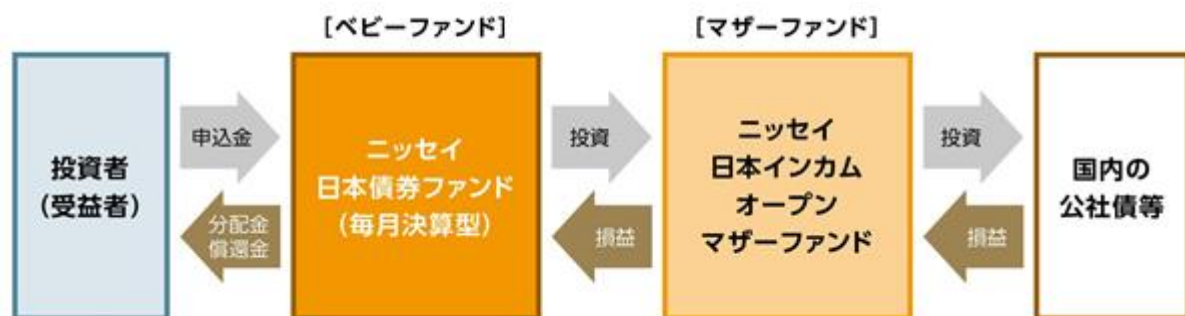 [ベビーファンド]
[マザーファンド]
投資者
(受益者)
申込金
分配金
償還金
ニッセイ
日本債券ファンド
(毎月決算型)
投資
損益
ニッセイ
日本インカム
オープン
マザーファンド
投資
損益
国内の
公社債等